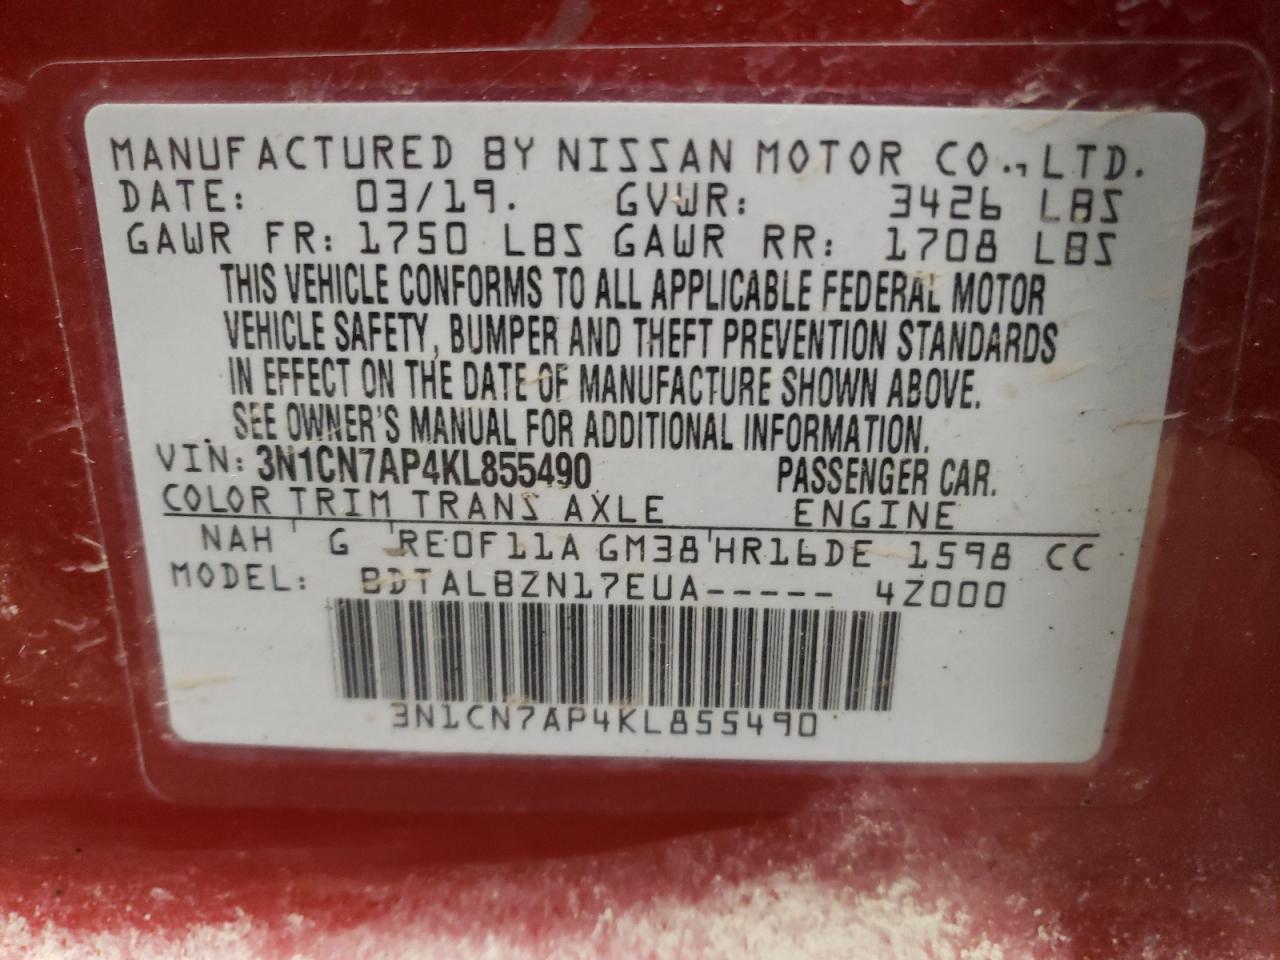 MANUFACTURED BY NISSAN MOTOR CO.,LTD.
DATE: 03/19. GVWR: 3426 LBS
GAWR FR: 1750 LBS GAWR RR: 1708 LBS
THIS VEHICLE CONFORMS TO ALL APPLICABLE FEDERAL MOTOR
VEHICLE SAFETY, BUMPER AND THEFT PREVENTION STANDARDS
IN EFFECT ON THE DATE OF MANUFACTURE SHOWN ABOVE.
SEE OWNER'S MANUAL FOR ADDITIONAL INFORMATION.
VIN: 3N1CN7AP4KL855490 PASSENGER CAR.
COLOR TRIM TRANS AXLE ENGINE
NAH G RE0F11A GM38 HR16DE 1598 CC
MODEL: BDTALBZN17EUA----- 4Z000
3N1CN7AP4KL855490